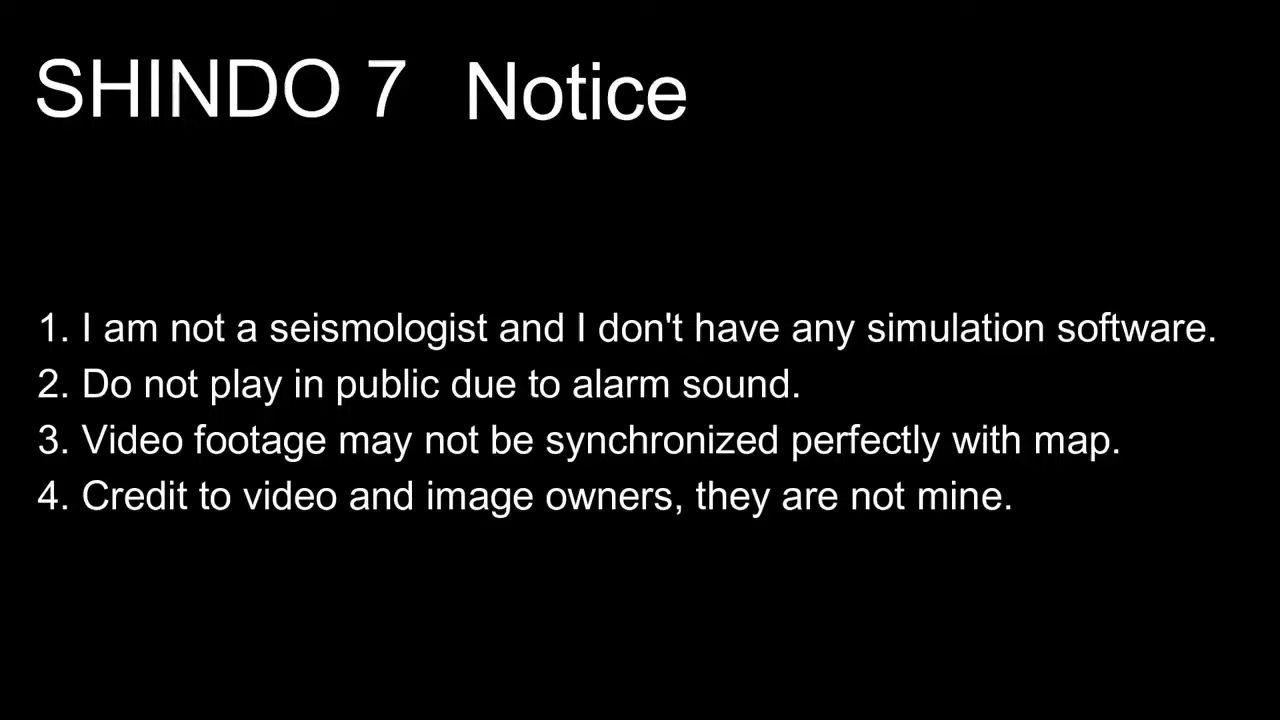 SHINDO 7 Notice
1. I am not a seismologist and I don't have any simulation software.
2. Do not play in public due to alarm sound.
3. Video footage may not be synchronized perfectly with map.
4. Credit to video and image owners, they are not mine.